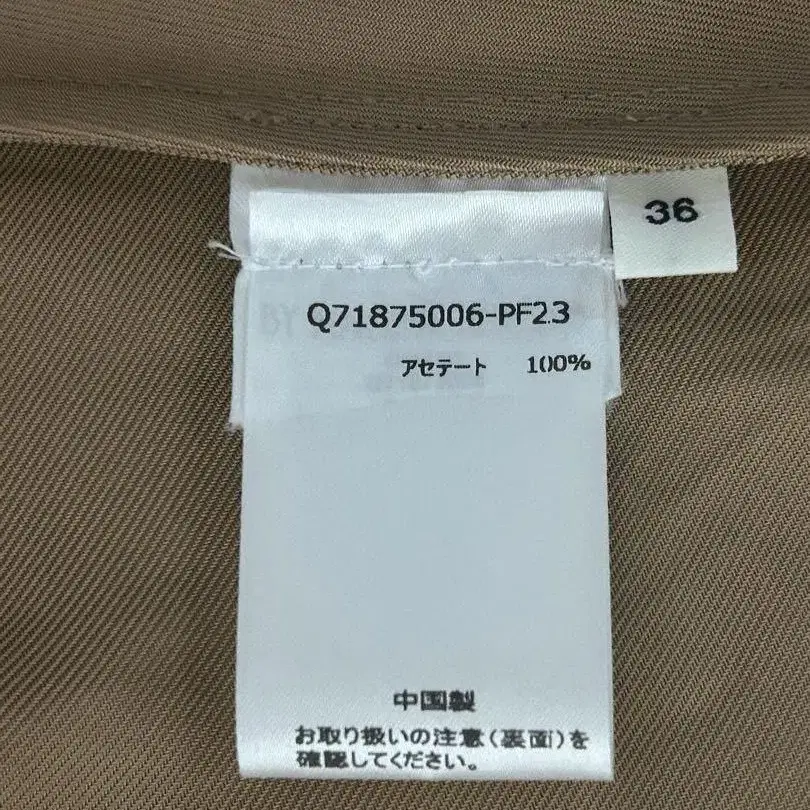 36
Q71875006-PF23
アセテート 100%
中国製
お取り扱いの注意(裏面)を
確認してください。